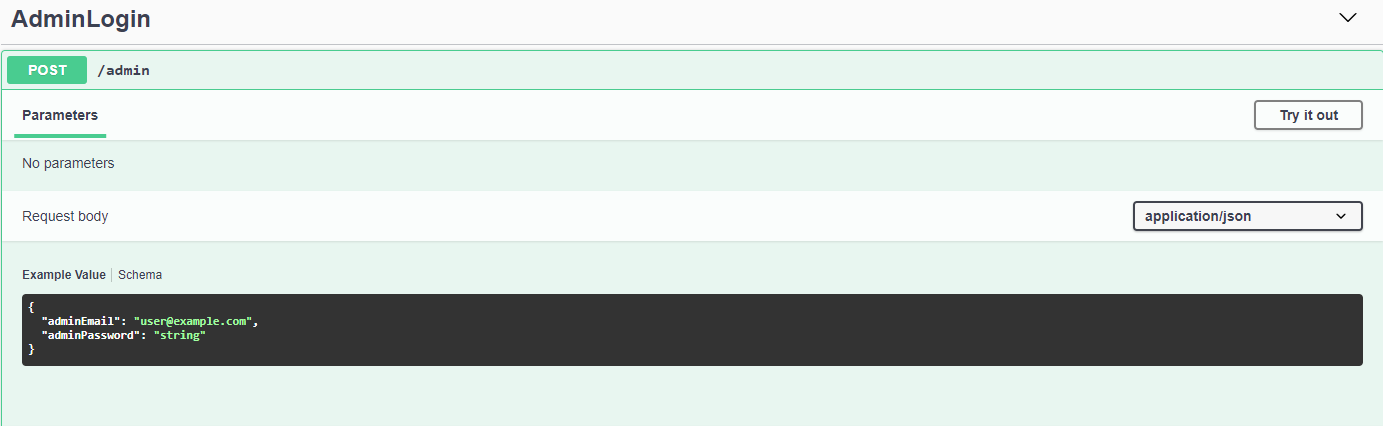 AdminLogin
POST /admin
Parameters Try it out
No parameters
Request body application/json
Example Value Schema
{
"adminEmail": "user@example.com",
"adminPassword": "string"
}